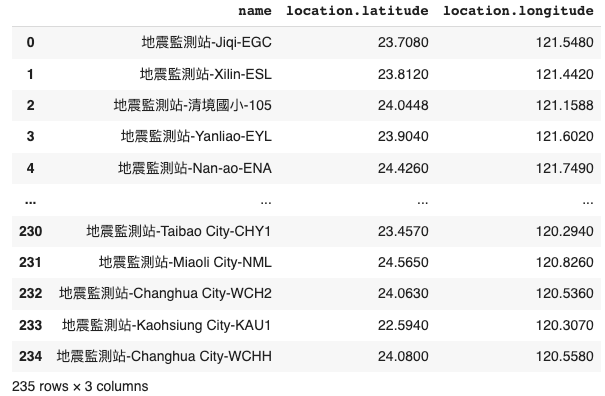 name location.latitude location.longitude
0 地震監測站-Jiqi-EGC 23.7080 121.5480
1 地震監測站-Xilin-ESL 23.8120 121.4420
2 地震監測站-清境國小-105 24.0448 121.1588
3 地震監測站-Yanliao-EYL 23.9040 121.6020
4 地震監測站-Nan-ao-ENA 24.4260 121.7490
... ... ... ...
230 地震監測站-Taibao City-CHY1 23.4570 120.2940
231 地震監測站-Miaoli City-NML 24.5650 120.8260
232 地震監測站-Changhua City-WCH2 24.0630 120.5360
233 地震監測站-Kaohsiung City-KAU1 22.5940 120.3070
234 地震監測站-Changhua City-WCHH 24.0800 120.5580
235 rows × 3 columns